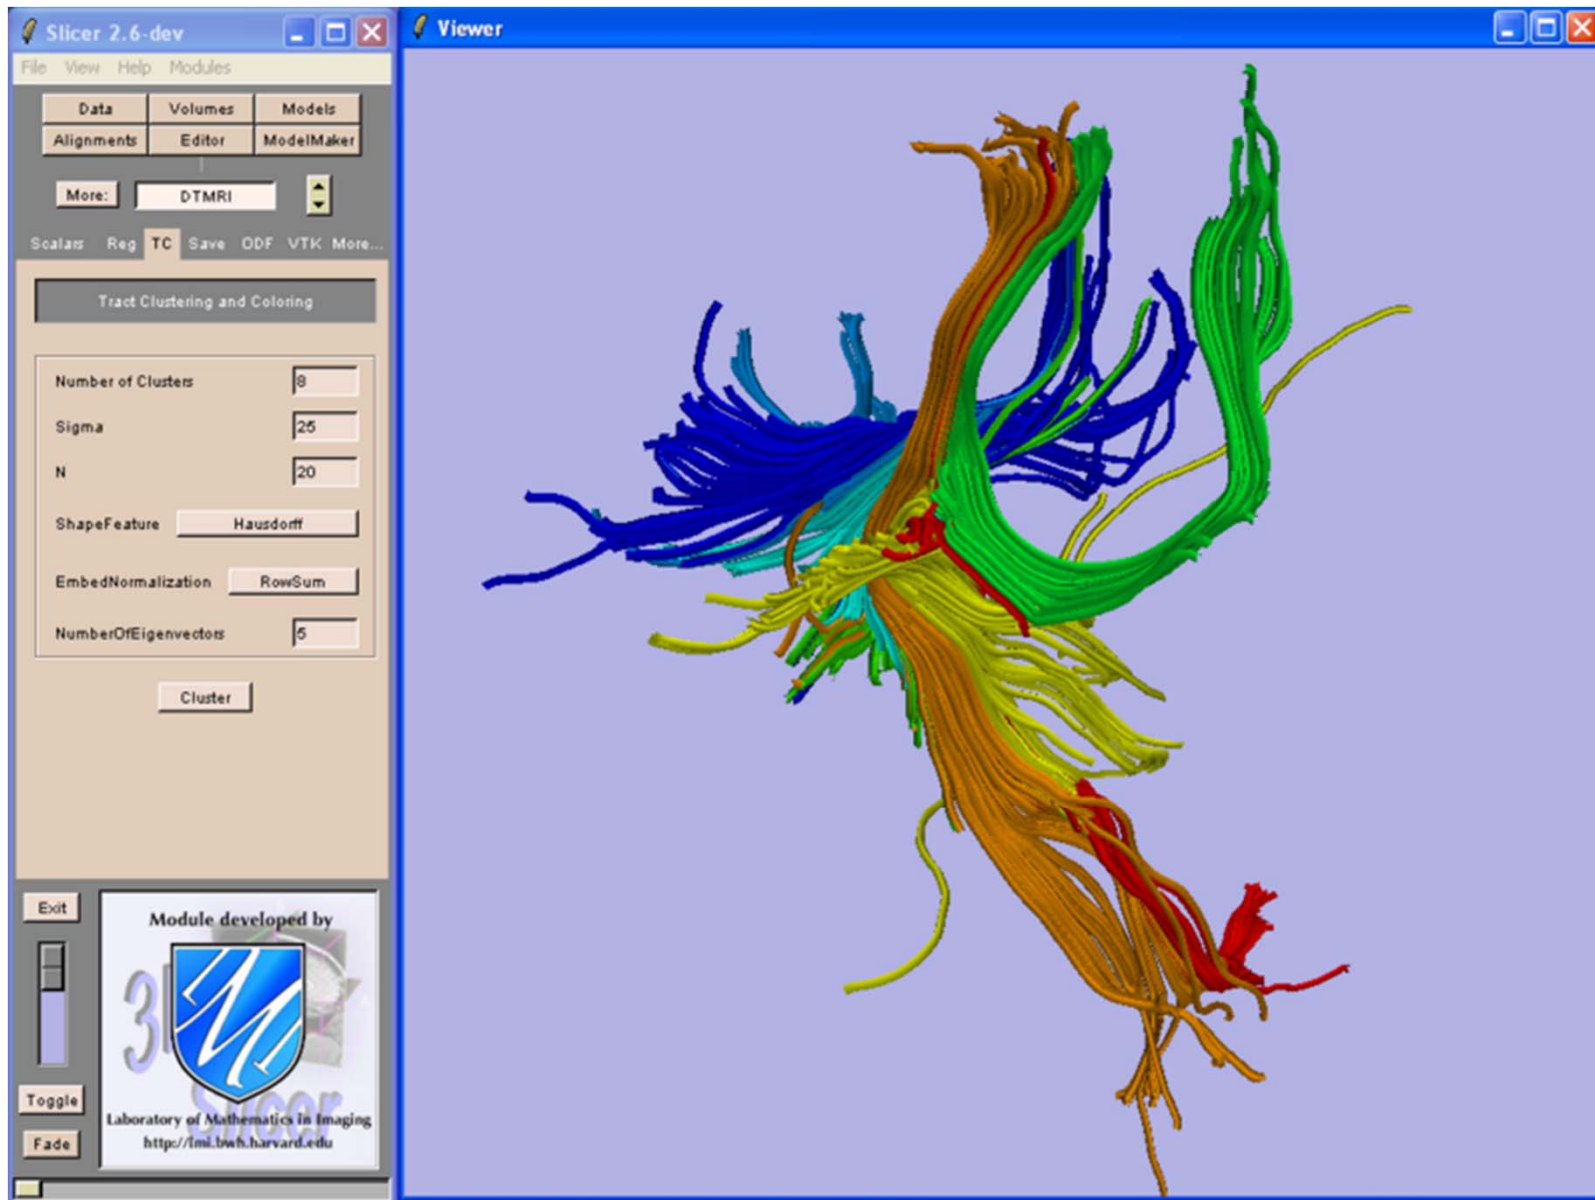 Slicer 2.6-dev
File View Help Modules
Data Volumes Models
Alignments Editor ModelMaker
More: DTMRI
Scalars Reg TC Save ODF VTK More...
Tract Clustering and Coloring
Number of Clusters 8
Sigma 25
N 20
ShapeFeature Hausdorff
EmbedNormalization RowSum
NumberOfEigenvectors 5
Cluster
Exit
Module developed by
3D
Slicer
Toggle
Laboratory of Mathematics in Imaging
Fade
http://lmi.bwh.harvard.edu
Viewer